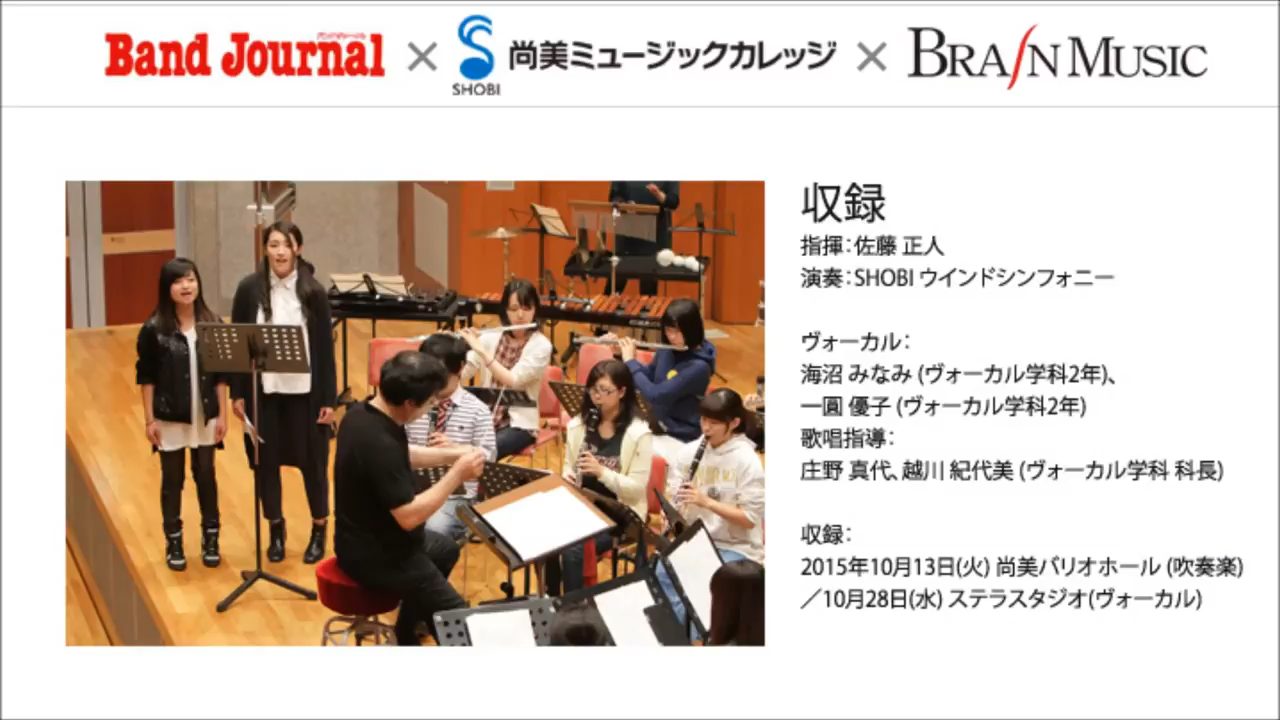 Band Journal × SHOBI 尚美ミュージックカレッジ × BRAIN MUSIC
収録
指揮:佐藤 正人
演奏:SHOBI ウインドシンフォニー
ヴォーカル:
海沼 みなみ (ヴォーカル学科2年)、
一圓 優子 (ヴォーカル学科2年)
歌唱指導:
庄野 真代、越川 紀代美 (ヴォーカル学科 科長)
収録:
2015年10月13日(火) 尚美バリオホール (吹奏楽)
/10月28日(水) ステラスタジオ(ヴォーカル)